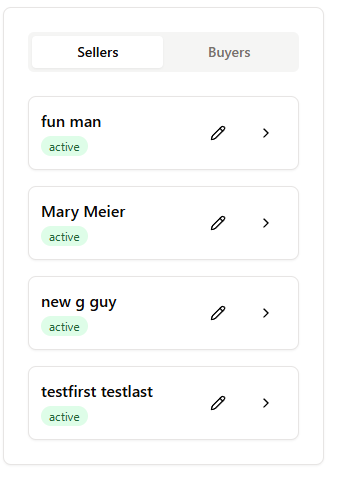 Sellers Buyers
fun man
active
Mary Meier
active
new g guy
active
testfirst testlast
active